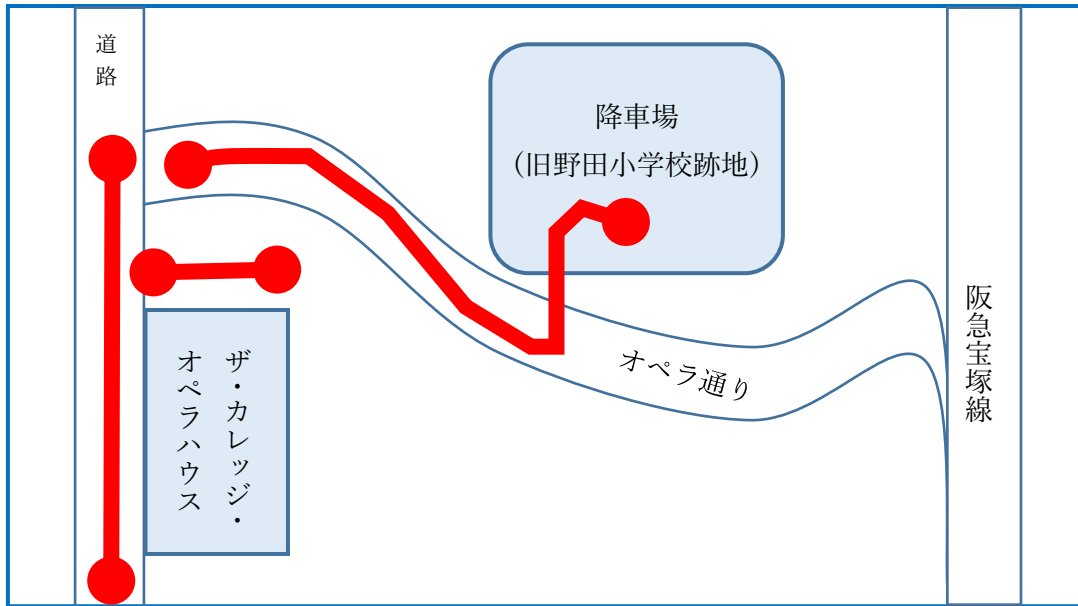 道路
降車場
（旧野田小学校跡地）
ザ・カレッジ・
オペラハウス
オペラ通り
阪急宝塚線